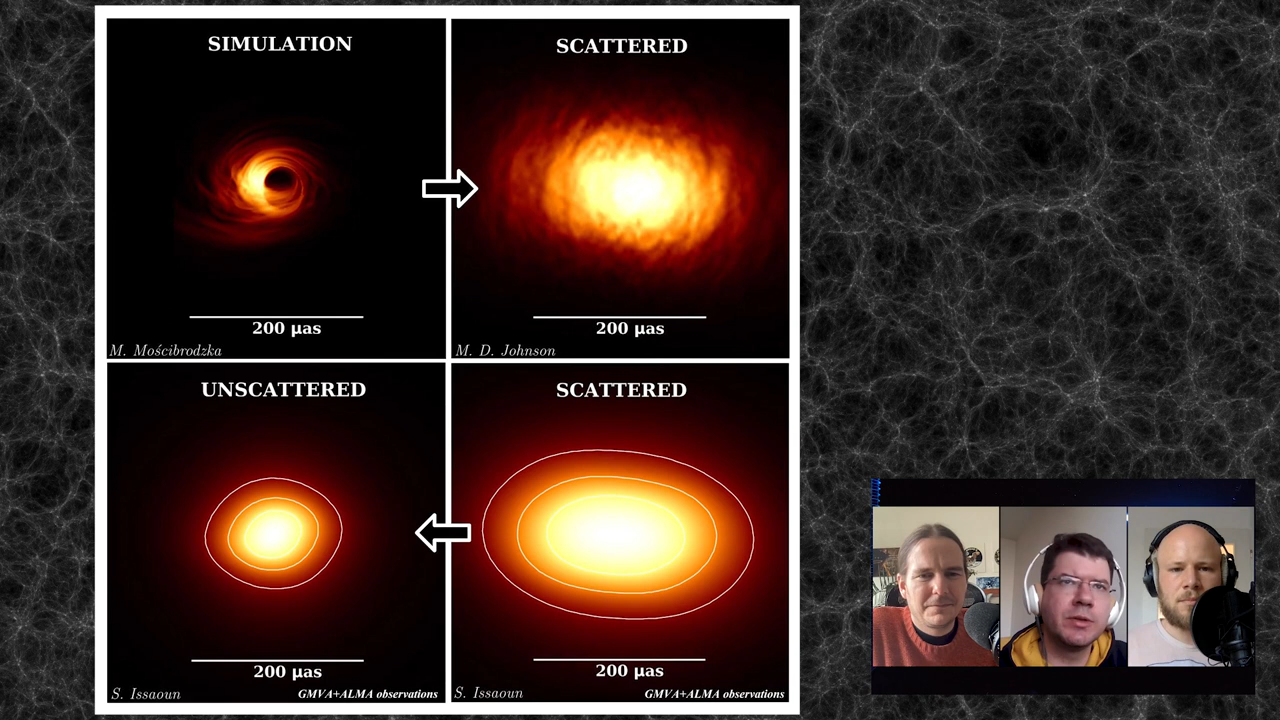 SIMULATION
200 µas
M. Mościbrodzka
SCATTERED
200 µas
M. D. Johnson
UNSCATTERED
200 µas
S. Issaoun
GMVA+ALMA observations
SCATTERED
200 µas
S. Issaoun
GMVA+ALMA observations